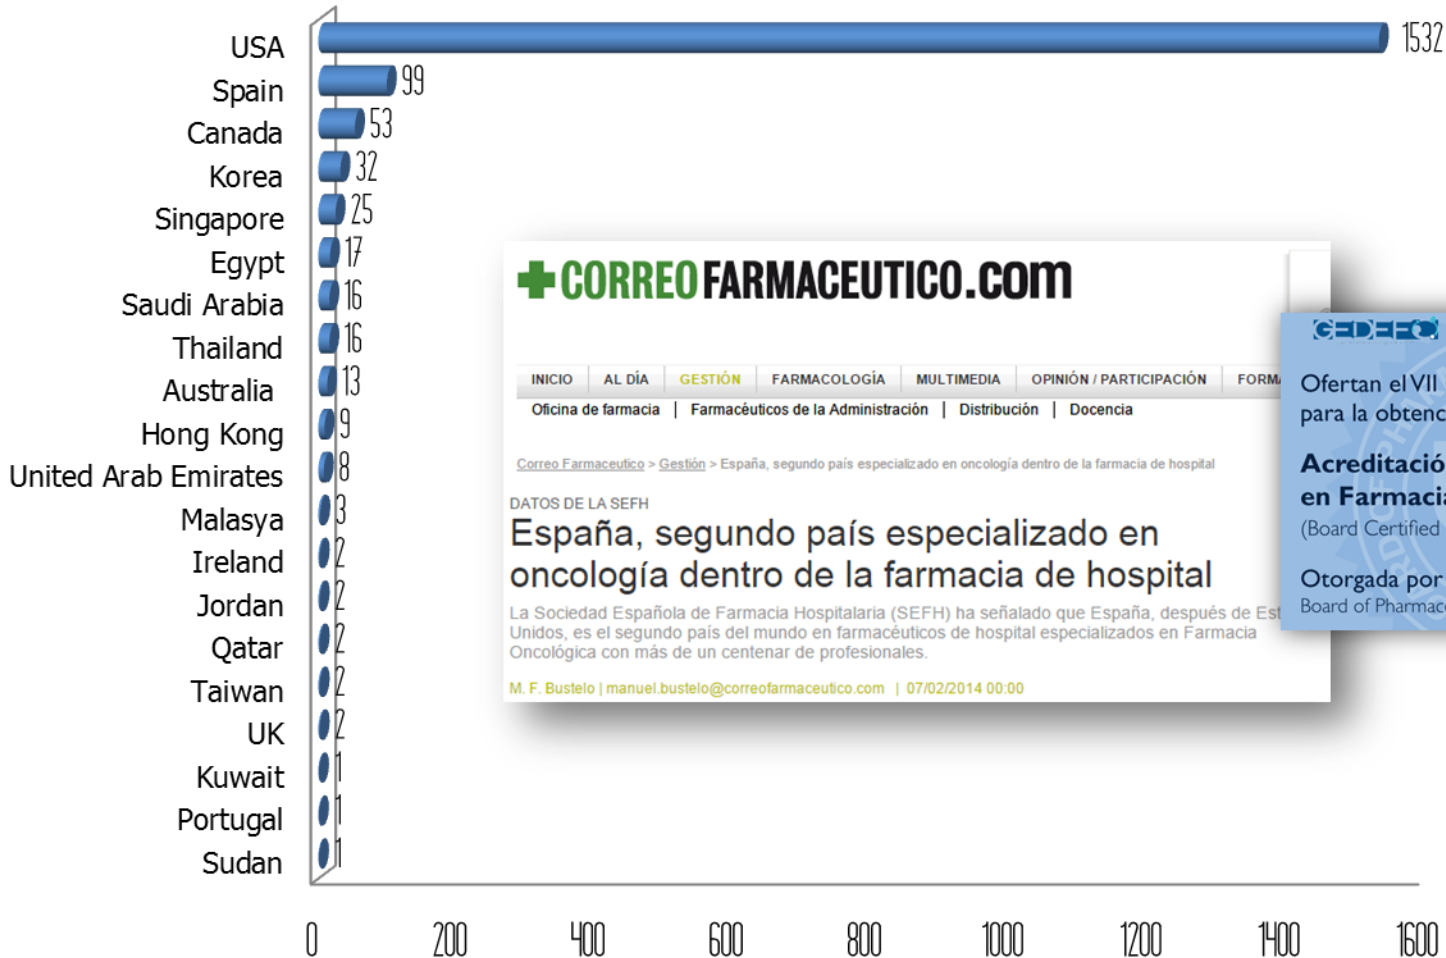 USA 1532
Spain 99
Canada 53
Korea 32
Singapore 25
Egypt 17
Saudi Arabia 16
Thailand 16
Australia 13
Hong Kong 9
United Arab Emirates 8
Malasya 3
Ireland 2
Jordan 2
Qatar 2
Taiwan 2
UK 2
Kuwait 1
Portugal 1
Sudan 1
0 200 400 600 800 1000 1200 1400 1600
CORREOFARMACEUTICO.com
INICIO AL DÍA GESTIÓN FARMACOLOGÍA MULTIMEDIA OPINIÓN / PARTICIPACIÓN FORM
Oficina de farmacia | Farmacéuticos de la Administración | Distribución | Docencia
Correo Farmaceutico > Gestión > España, segundo país especializado en oncología dentro de la farmacia de hospital
DATOS DE LA SEFH
España, segundo país especializado en
oncología dentro de la farmacia de hospital
La Sociedad Española de Farmacia Hospitalaria (SEFH) ha señalado que España, después de Est
Unidos, es el segundo país del mundo en farmacéuticos de hospital especializados en Farmacia
Oncológica con más de un centenar de profesionales.
M. F. Bustelo | manuel.bustelo@correofarmaceutico.com | 07/02/2014 00:00
GEDEFO
Ofertan el VII
para la obtenc
Acreditació
en Farmacia
(Board Certified
Otorgada por
Board of Pharmac